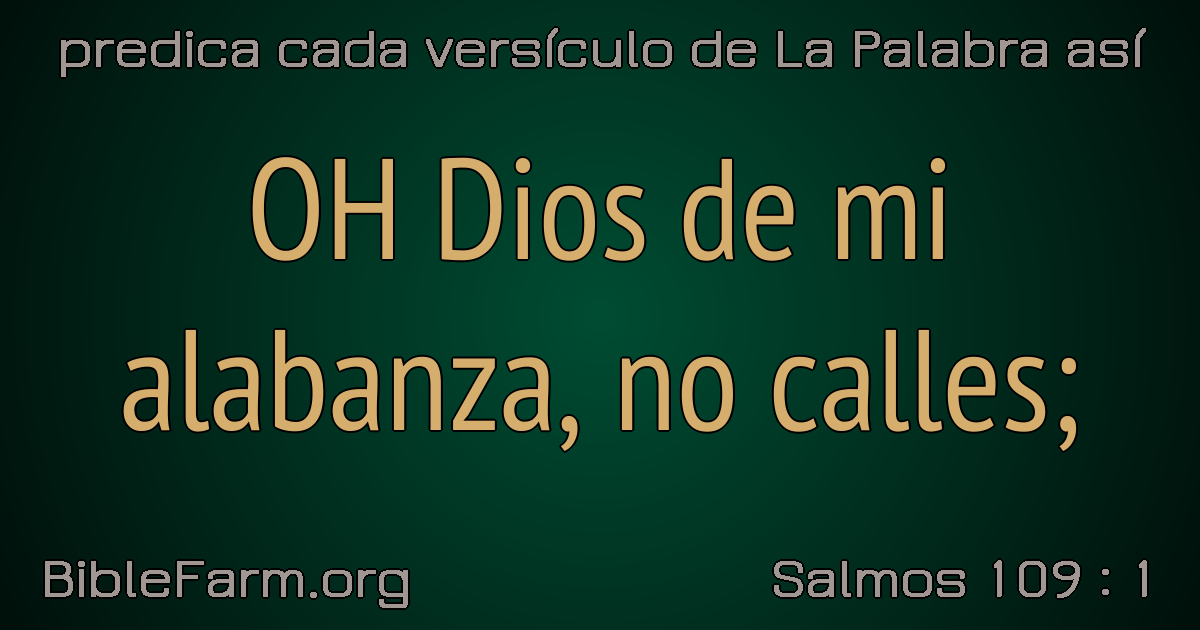 predica cada versículo de La Palabra así
OH Dios de mi
alabanza, no calles;
BibleFarm.org
Salmos 109 : 1